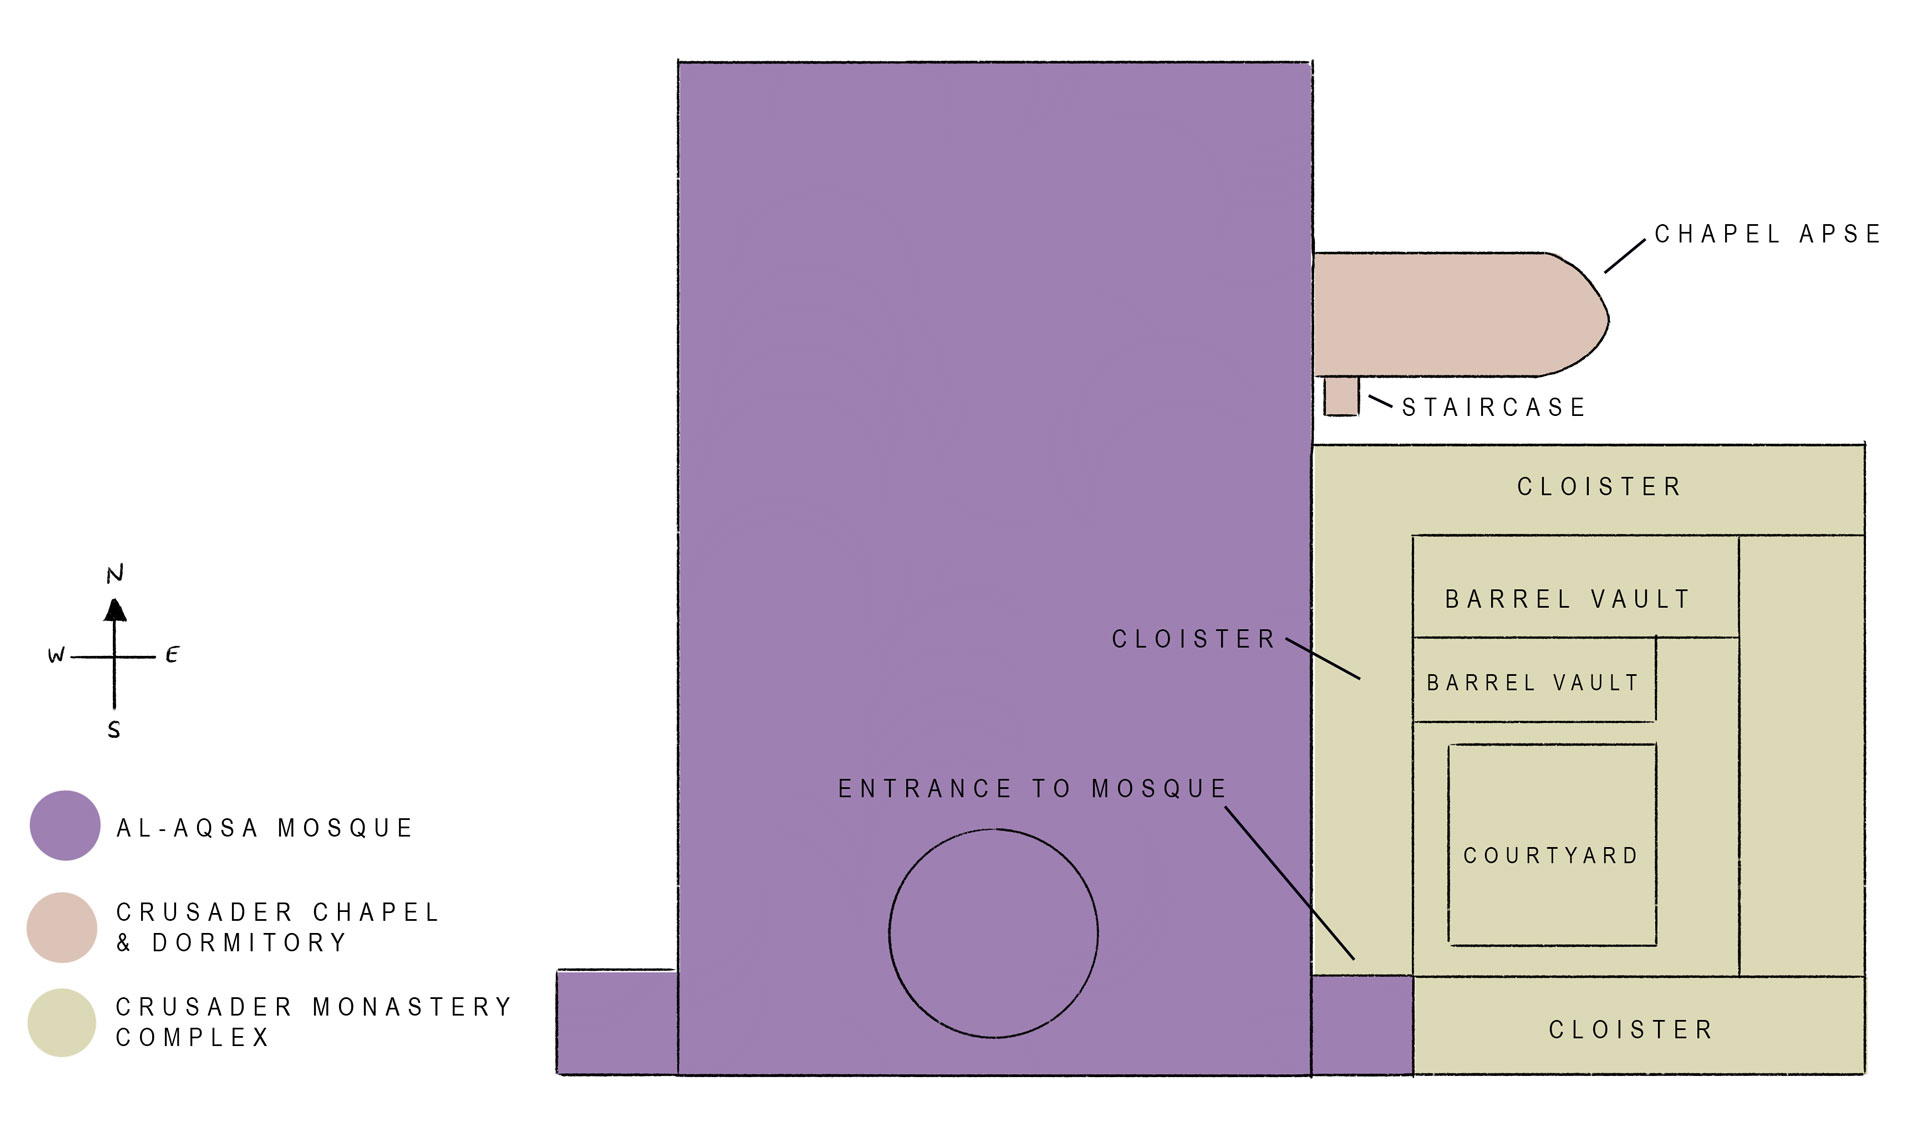 CHAPEL APSE
STAIRCASE
CLOISTER
N
W E
S
BARREL VAULT
CLOISTER
BARREL VAULT
ENTRANCE TO MOSQUE
COURTYARD
AL-AQSA MOSQUE
CRUSADER CHAPEL
& DORMITORY
CRUSADER MONASTERY
COMPLEX
CLOISTER